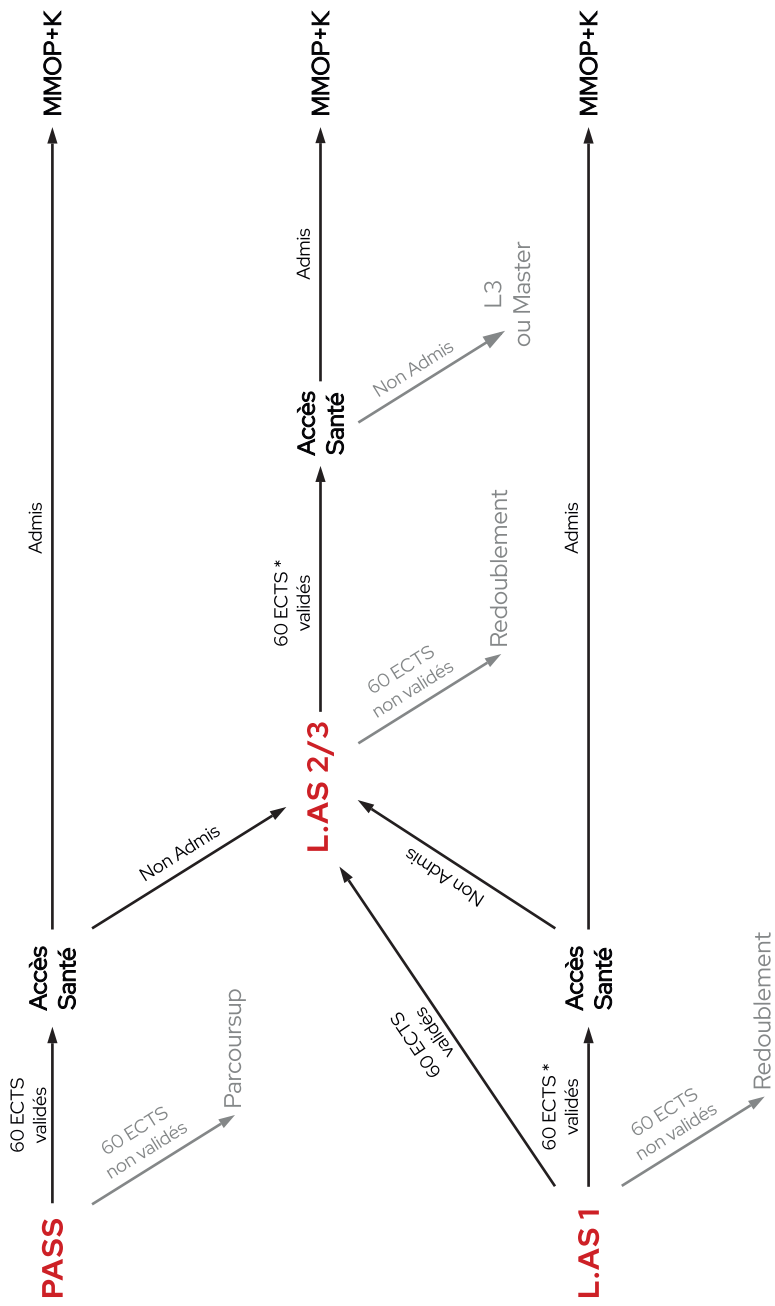 PASS
60 ECTS
validés
60 ECTS
non validés
Parcoursup
Accès
Santé
Admis
MMOP+K
Non Admis
L.AS 2/3
60 ECTS *
validés
60 ECTS
non validés
Redoublement
Accès
Santé
Admis
MMOP+K
Non Admis
L3
ou Master
L.AS 1
60 ECTS
validés
60 ECTS *
validés
60 ECTS
non validés
Redoublement
Accès
Santé
Non Admis
Admis
MMOP+K